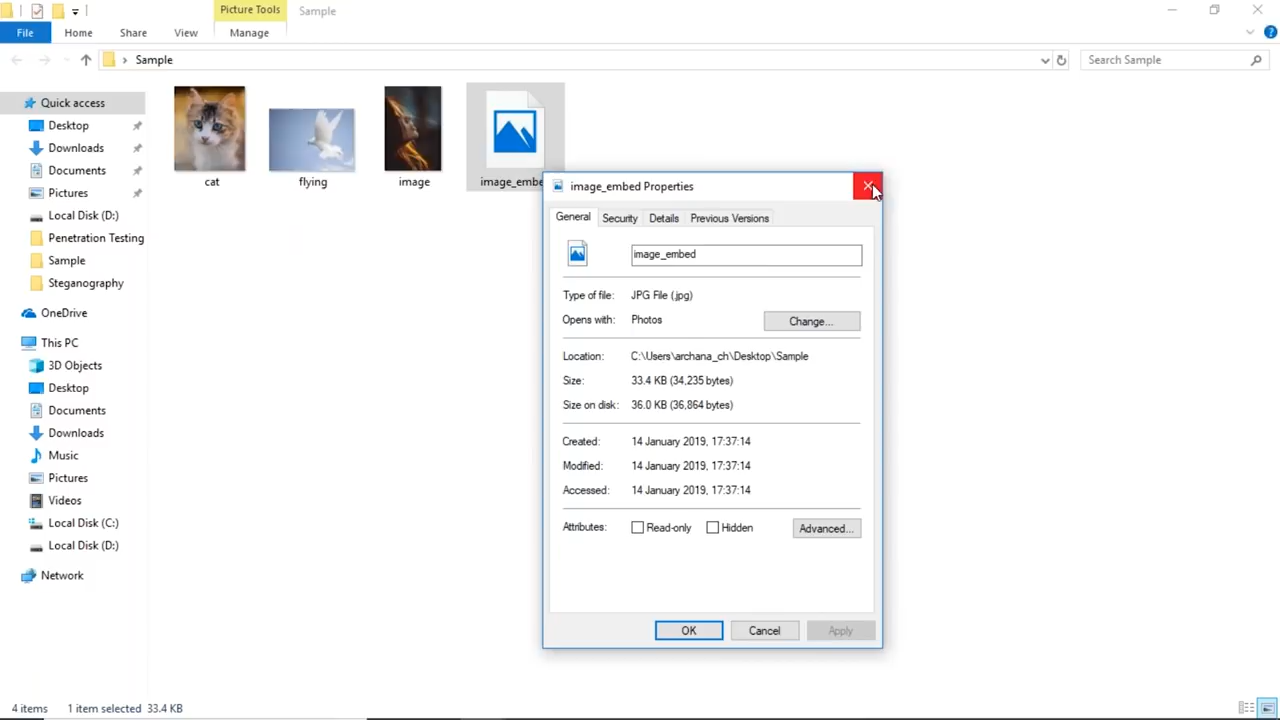 Picture Tools
Sample
File
Home
Share
View
Manage
Sample
Search Sample
Quick access
Desktop
Downloads
Documents
Pictures
Local Disk (D:)
Penetration Testing
Sample
Steganography
OneDrive
This PC
3D Objects
Desktop
Documents
Downloads
Music
Pictures
Videos
Local Disk (C:)
Local Disk (D:)
Network
cat
flying
image
image_embe
image_embed Properties
General
Security
Details
Previous Versions
image_embed
Type of file: JPG File (.jpg)
Opens with: Photos
Change...
Location: C:\Users\archana_ch\Desktop\Sample
Size: 33.4 KB (34,235 bytes)
Size on disk: 36.0 KB (36,864 bytes)
Created: 14 January 2019, 17:37:14
Modified: 14 January 2019, 17:37:14
Accessed: 14 January 2019, 17:37:14
Attributes: Read-only Hidden
Advanced...
OK
Cancel
Apply
4 items 1 item selected 33.4 KB